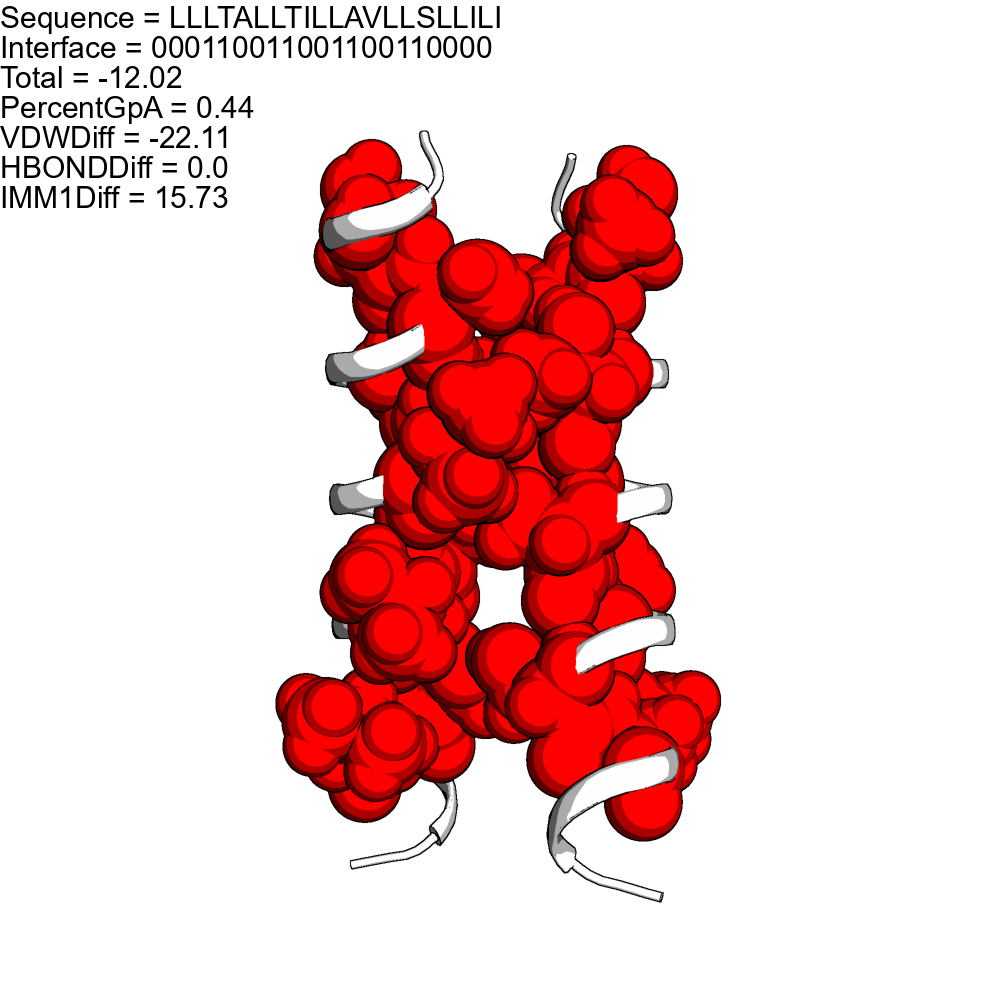 Sequence = LLLTALLTILLAVLLSLLILI
Interface = 000110011001100110000
Total = -12.02
PercentGpA = 0.44
VDWDiff = -22.11
HBONDDiff = 0.0
IMM1Diff = 15.73